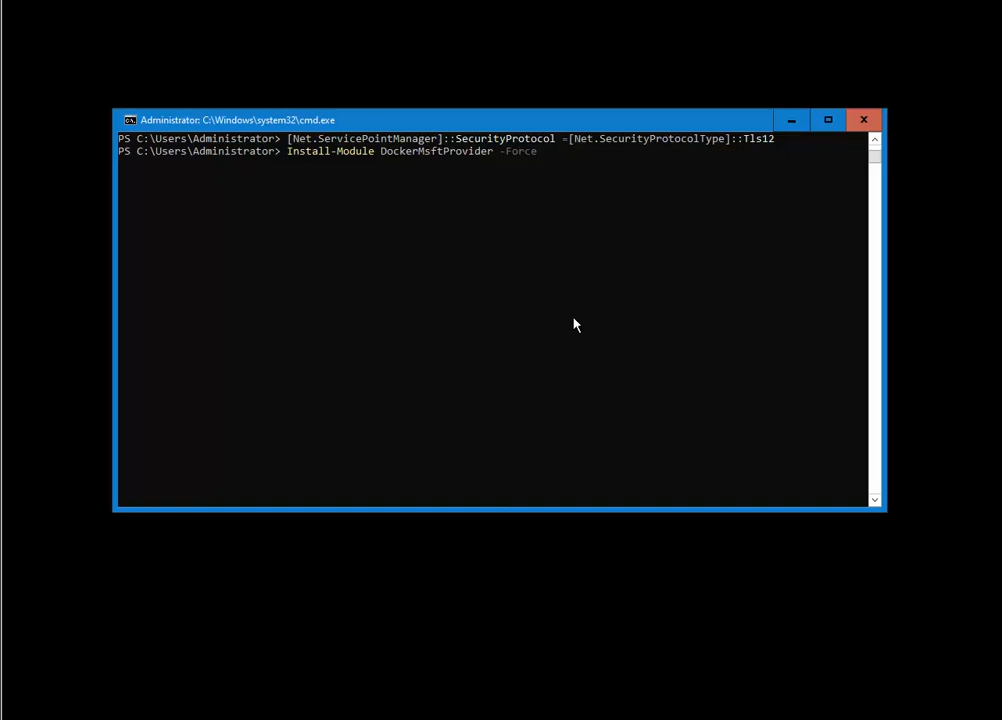 Administrator: C:\Windows\system32\cmd.exe
PS C:\Users\Administrator> [Net.ServicePointManager]::SecurityProtocol =[Net.SecurityProtocolType]::Tls12
PS C:\Users\Administrator> Install-Module DockerMsftProvider -Force